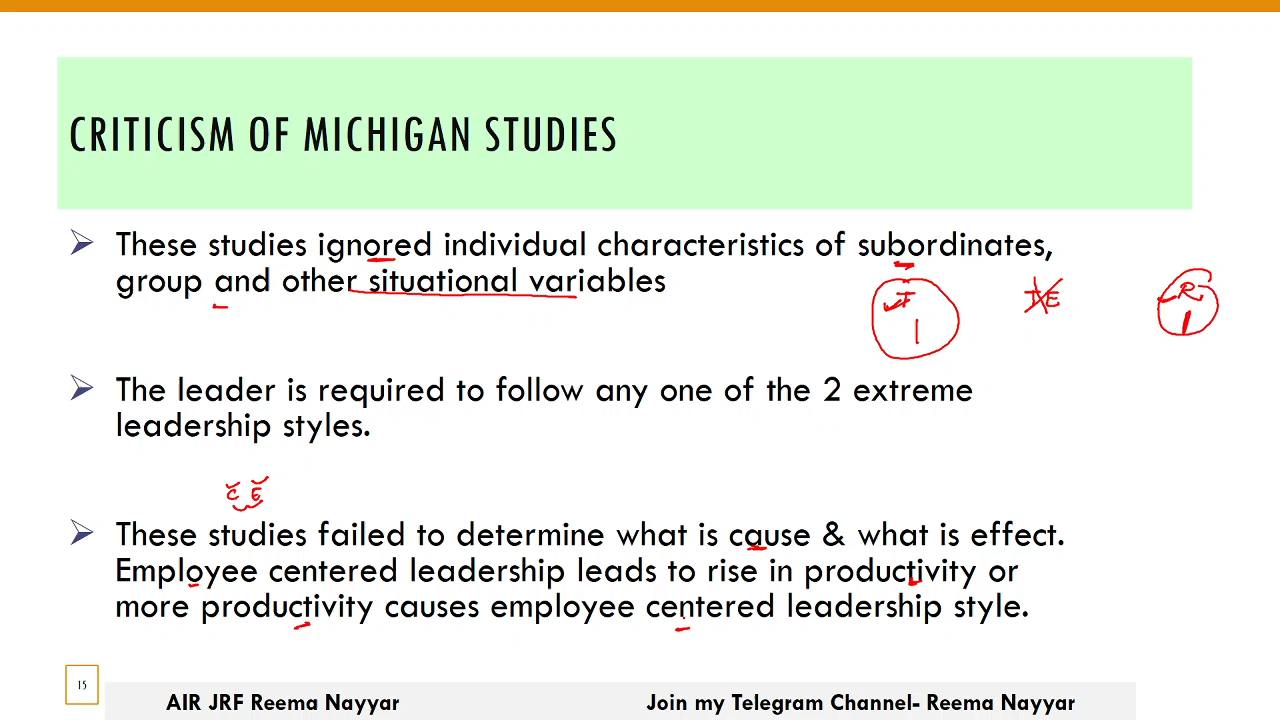 CRITICISM OF MICHIGAN STUDIES
These studies ignored individual characteristics of subordinates,
group and other situational variables
The leader is required to follow any one of the 2 extreme
leadership styles.
C E
These studies failed to determine what is cause & what is effect.
Employee centered leadership leads to rise in productivity or
more productivity causes employee centered leadership style.
15
AIR JRF Reema Nayyar
Join my Telegram Channel- Reema Nayyar